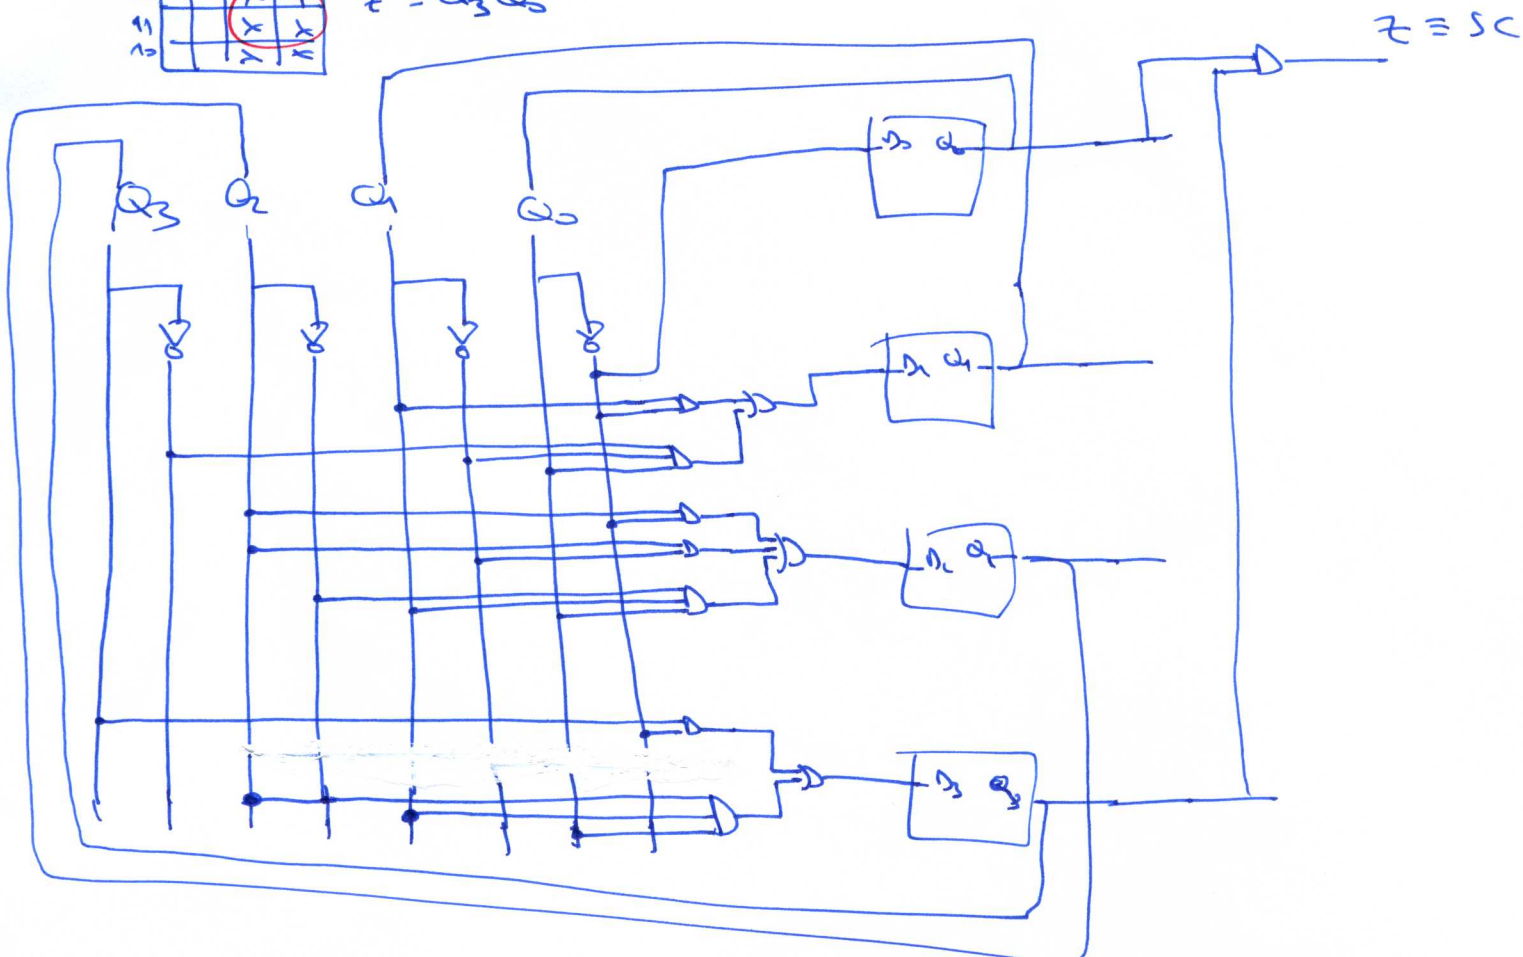 Z ≡ SC
11 X X
10 X X
Q3 Q2 Q1 Q0
D0 Q0
D1 Q1
D2 Q2
D3 Q3